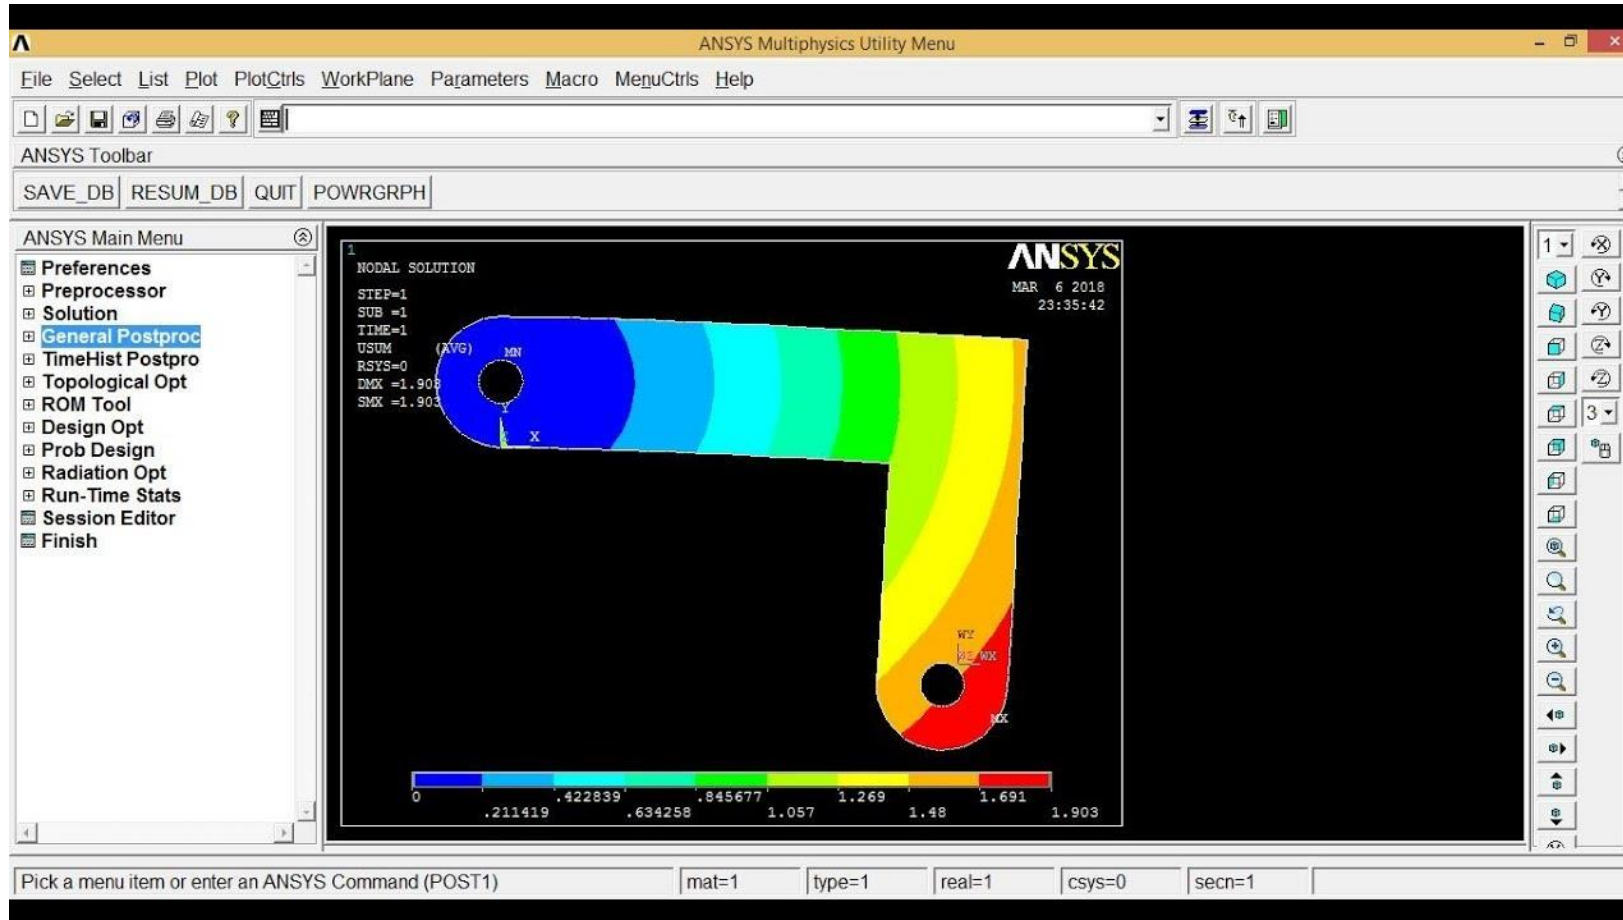 ANSYS Multiphysics Utility Menu
File Select List Plot PlotCtrls WorkPlane Parameters Macro MenuCtrls Help
ANSYS Toolbar
SAVE_DB RESUM_DB QUIT POWRGRPH
ANSYS Main Menu
Preferences
Preprocessor
Solution
General Postproc
TimeHist Postpro
Topological Opt
ROM Tool
Design Opt
Prob Design
Radiation Opt
Run-Time Stats
Session Editor
Finish
1
NODAL SOLUTION
STEP=1
SUB =1
TIME=1
USUM (AVG)
RSYS=0
DMX =1.903
SMX =1.903
ANSYS
MAR 6 2018
23:35:42
MN
Y
X
WY
WX
MX
0 .422839 .845677 1.269 1.691
.211419 .634258 1.057 1.48 1.903
1
3
Pick a menu item or enter an ANSYS Command (POST1) mat=1 type=1 real=1 csys=0 secn=1